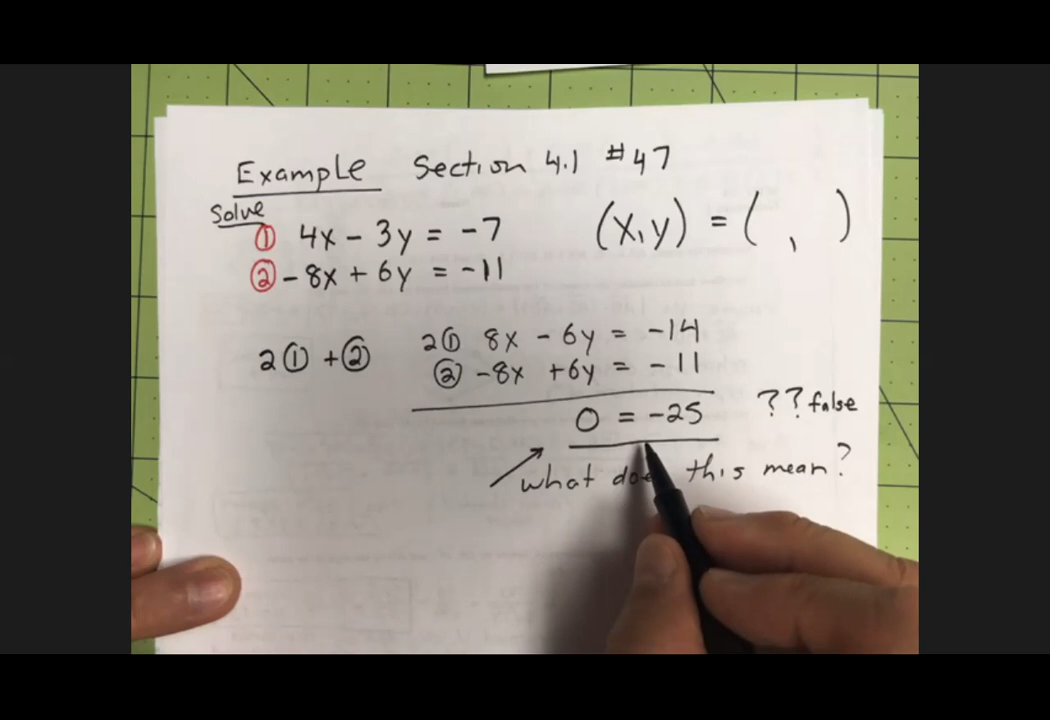 Example Section 4.1 #47
Solve
① 4x - 3y = -7 (x,y) = ( , )
② -8x + 6y = -11
2① + ② 2① 8x - 6y = -14
② -8x + 6y = -11
0 = -25 ?? false
what does this mean?